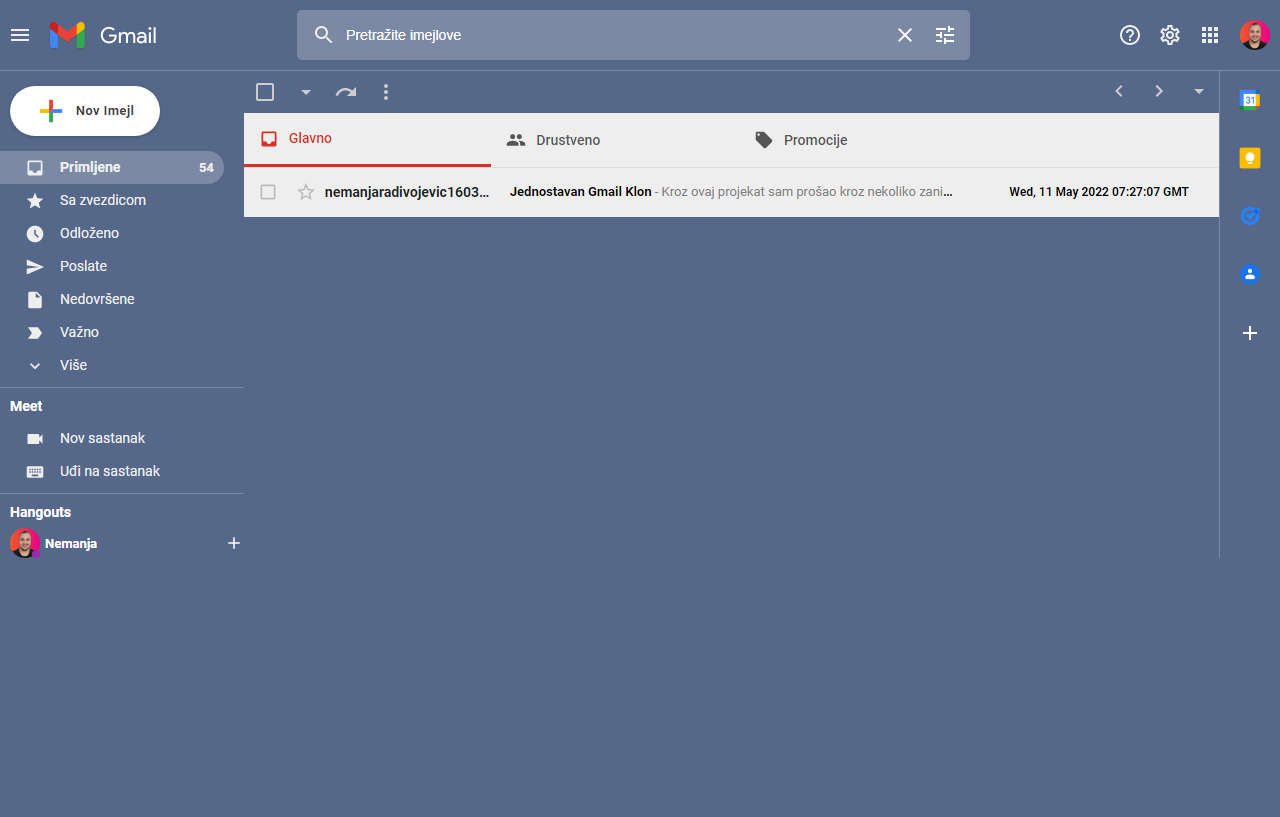 Gmail
Pretražite imejlove
Nov Imejl
Primljene 54
Sa zvezdicom
Odloženo
Poslate
Nedovršene
Važno
Više
Meet
Nov sastanak
Uđi na sastanak
Hangouts
Nemanja
Glavno
Drustveno
Promocije
nemanjaradivojevic1603... Jednostavan Gmail Klon - Kroz ovaj projekat sam prošao kroz nekoliko zani... Wed, 11 May 2022 07:27:07 GMT
31